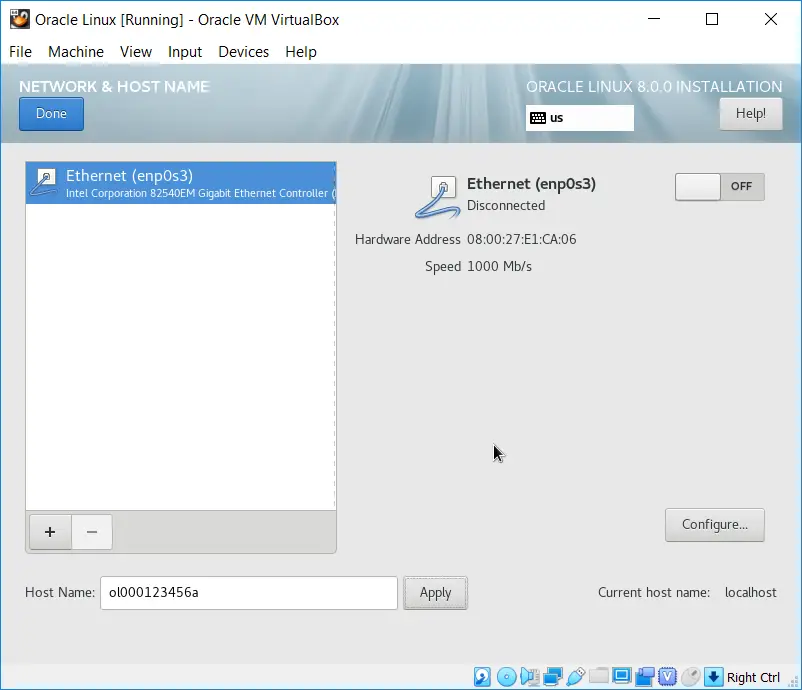 Oracle Linux [Running] - Oracle VM VirtualBox
File Machine View Input Devices Help
NETWORK & HOST NAME
ORACLE LINUX 8.0.0 INSTALLATION
Done
us
Help!
Ethernet (enp0s3)
Intel Corporation 82540EM Gigabit Ethernet Controller (
Ethernet (enp0s3)
Disconnected
OFF
Hardware Address 08:00:27:E1:CA:06
Speed 1000 Mb/s
+ −
Configure...
Host Name: ol000123456a Apply
Current host name: localhost
V
Right Ctrl